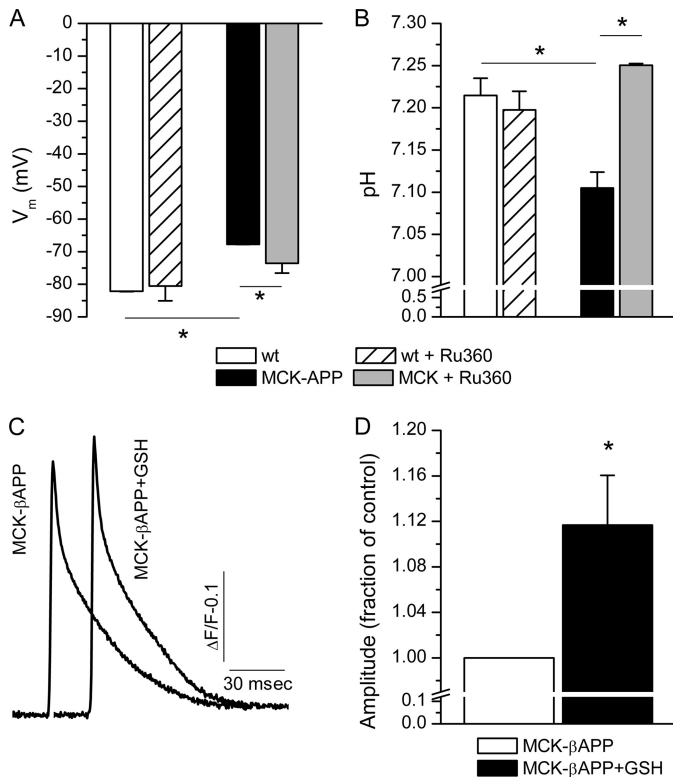 A
B
0
-10
-20
-30
-40
-50
-60
-70
-80
-90
Vm (mV)
*
*
7.30
7.25
7.20
7.15
7.10
7.05
7.00
0.5
0.0
pH
*
*
wt
wt + Ru360
MCK-APP
MCK + Ru360
C
D
MCK-βAPP
MCK-βAPP+GSH
ΔF/F-0.1
30 msec
1.20
1.16
1.12
1.08
1.04
1.00
0.1
0.0
Amplitude (fraction of control)
*
MCK-βAPP
MCK-βAPP+GSH